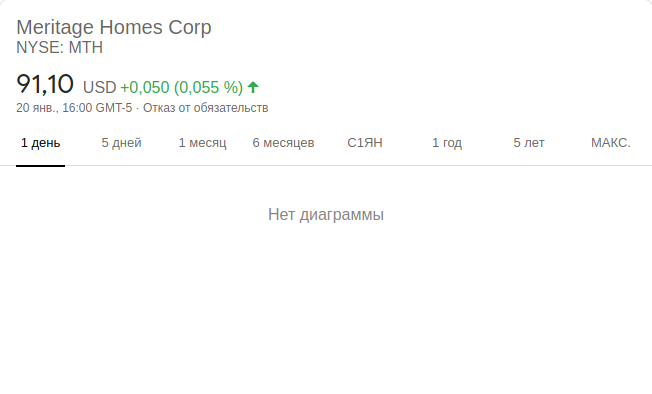 Meritage Homes Corp
NYSE: MTH
91,10 USD +0,050 (0,055 %)
20 янв., 16:00 GMT-5 · Отказ от обязательств
1 день 5 дней 1 месяц 6 месяцев С1ЯН 1 год 5 лет МАКС.
Нет диаграммы